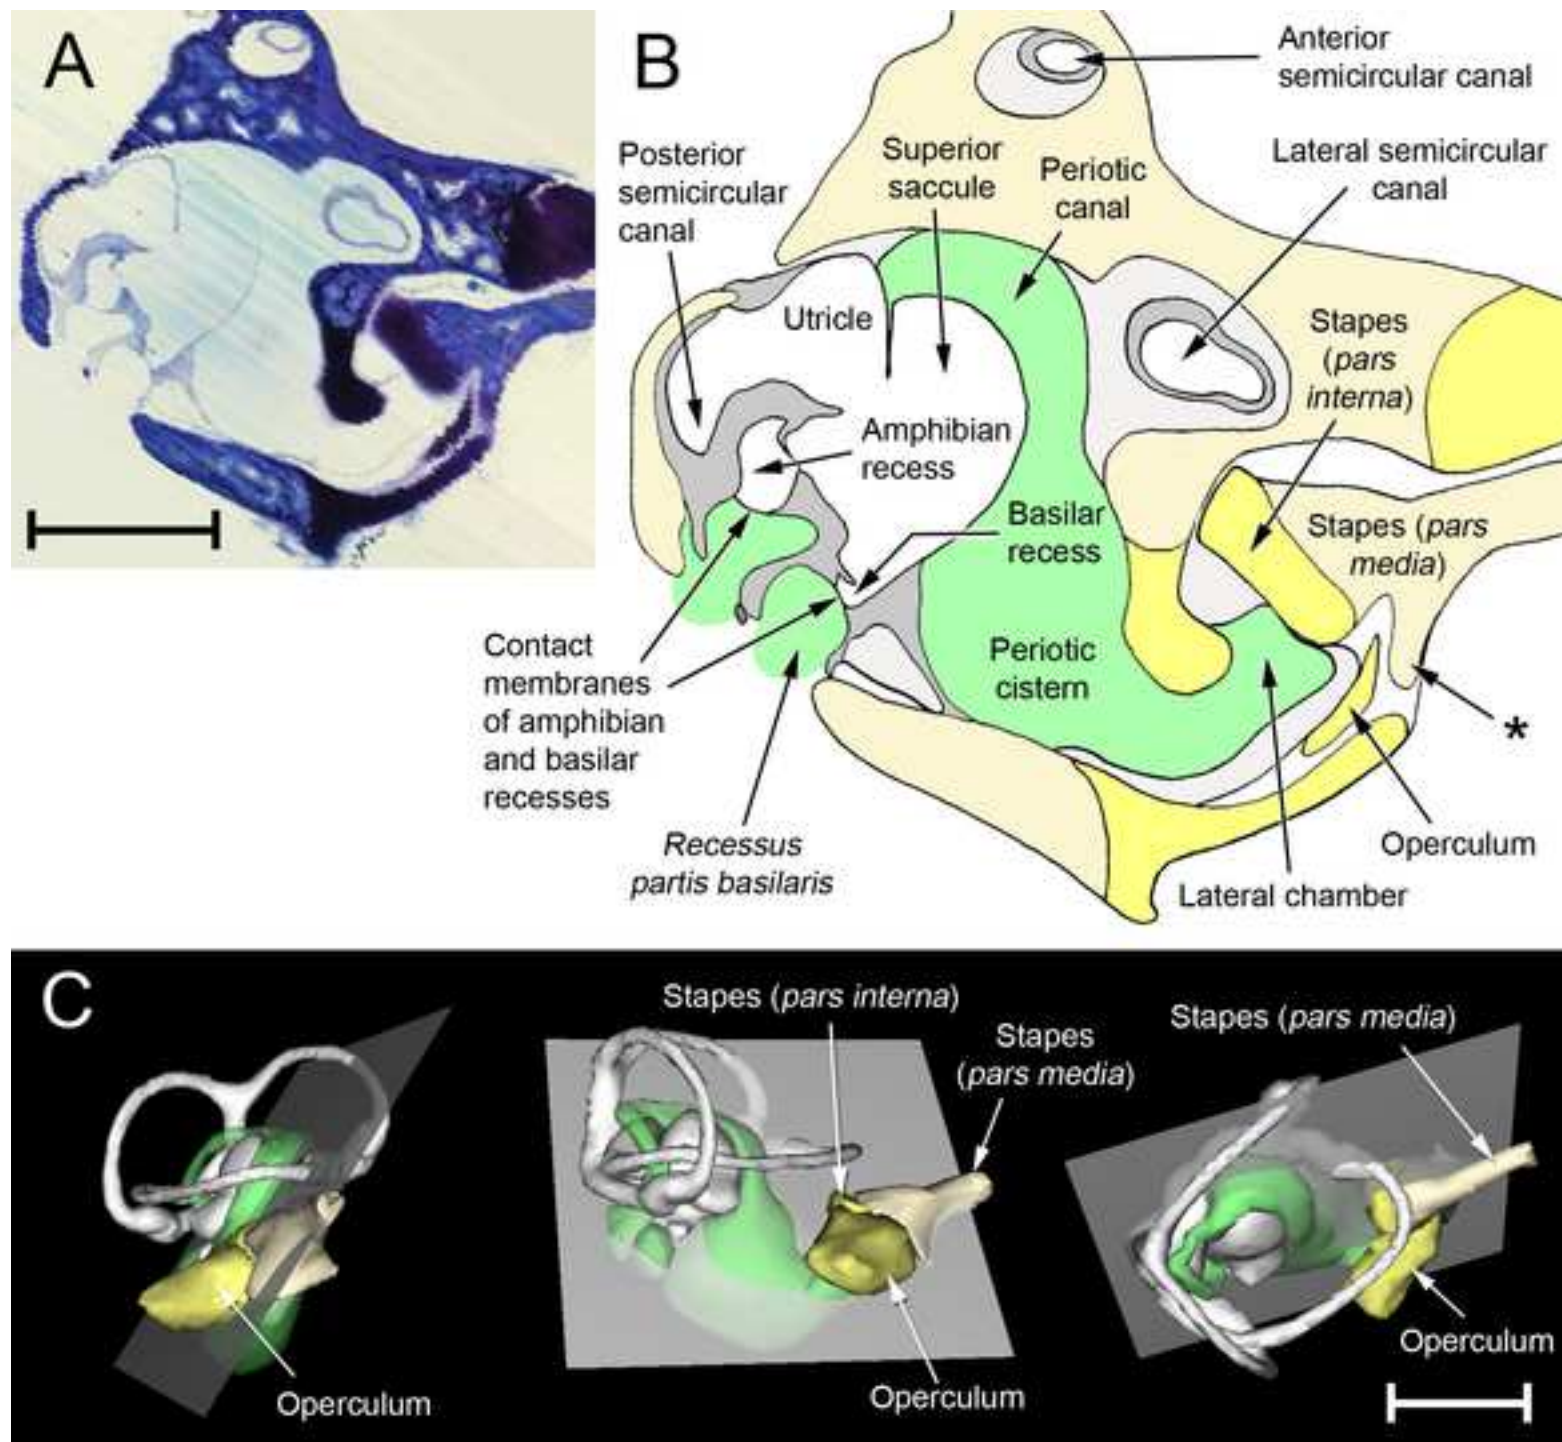 A
B
Anterior
semicircular canal
Posterior
semicircular
canal
Superior
saccule
Periotic
canal
Lateral semicircular
canal
Utricle
Stapes
(pars
interna)
Amphibian
recess
Basilar
recess
Stapes (pars
media)
Contact
membranes
of amphibian
and basilar
recesses
Periotic
cistern
*
Recessus
partis basilaris
Operculum
Lateral chamber
C
Stapes (pars interna)
Stapes
(pars media)
Stapes (pars media)
Operculum
Operculum
Operculum